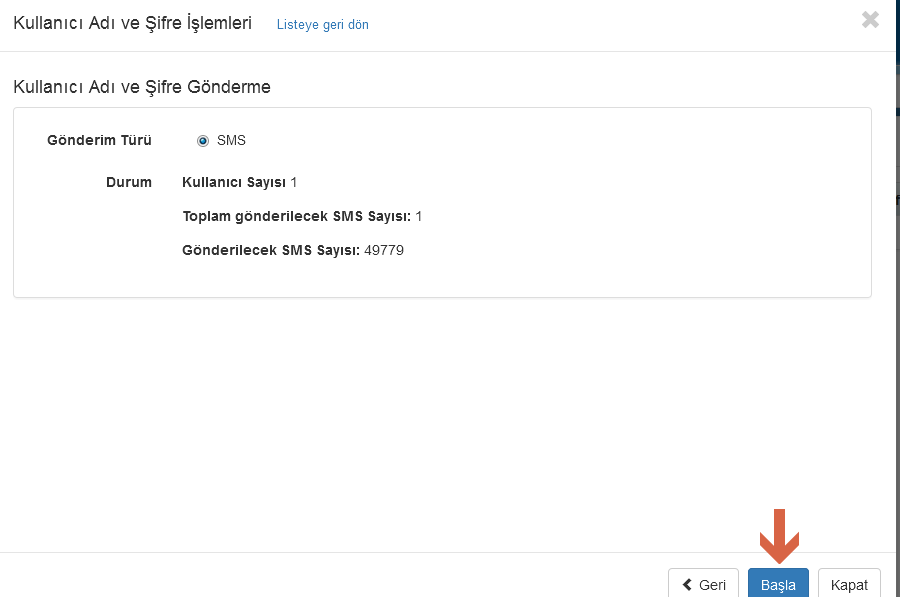 Kullanıcı Adı ve Şifre İşlemleri Listeye geri dön
Kullanıcı Adı ve Şifre Gönderme
Gönderim Türü SMS
Durum Kullanıcı Sayısı 1
Toplam gönderilecek SMS Sayısı: 1
Gönderilecek SMS Sayısı: 49779
Geri Başla Kapat